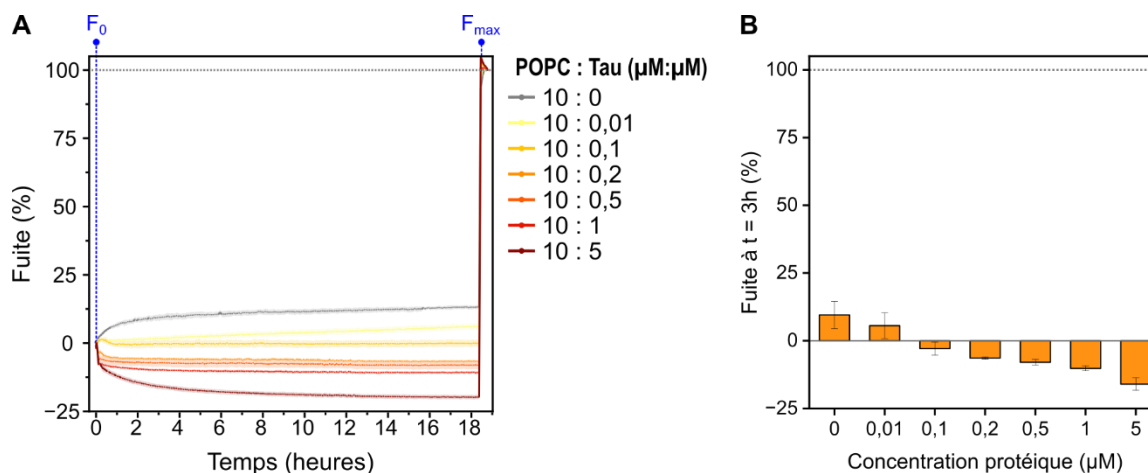 A
F0
Fmax
Fuite (%)
100
75
50
25
0
−25
0 2 4 6 8 10 12 14 16 18
Temps (heures)
POPC : Tau (µM:µM)
10 : 0
10 : 0,01
10 : 0,1
10 : 0,2
10 : 0,5
10 : 1
10 : 5
B
Fuite à t = 3h (%)
100
75
50
25
0
−25
0 0,01 0,1 0,2 0,5 1 5
Concentration protéique (µM)